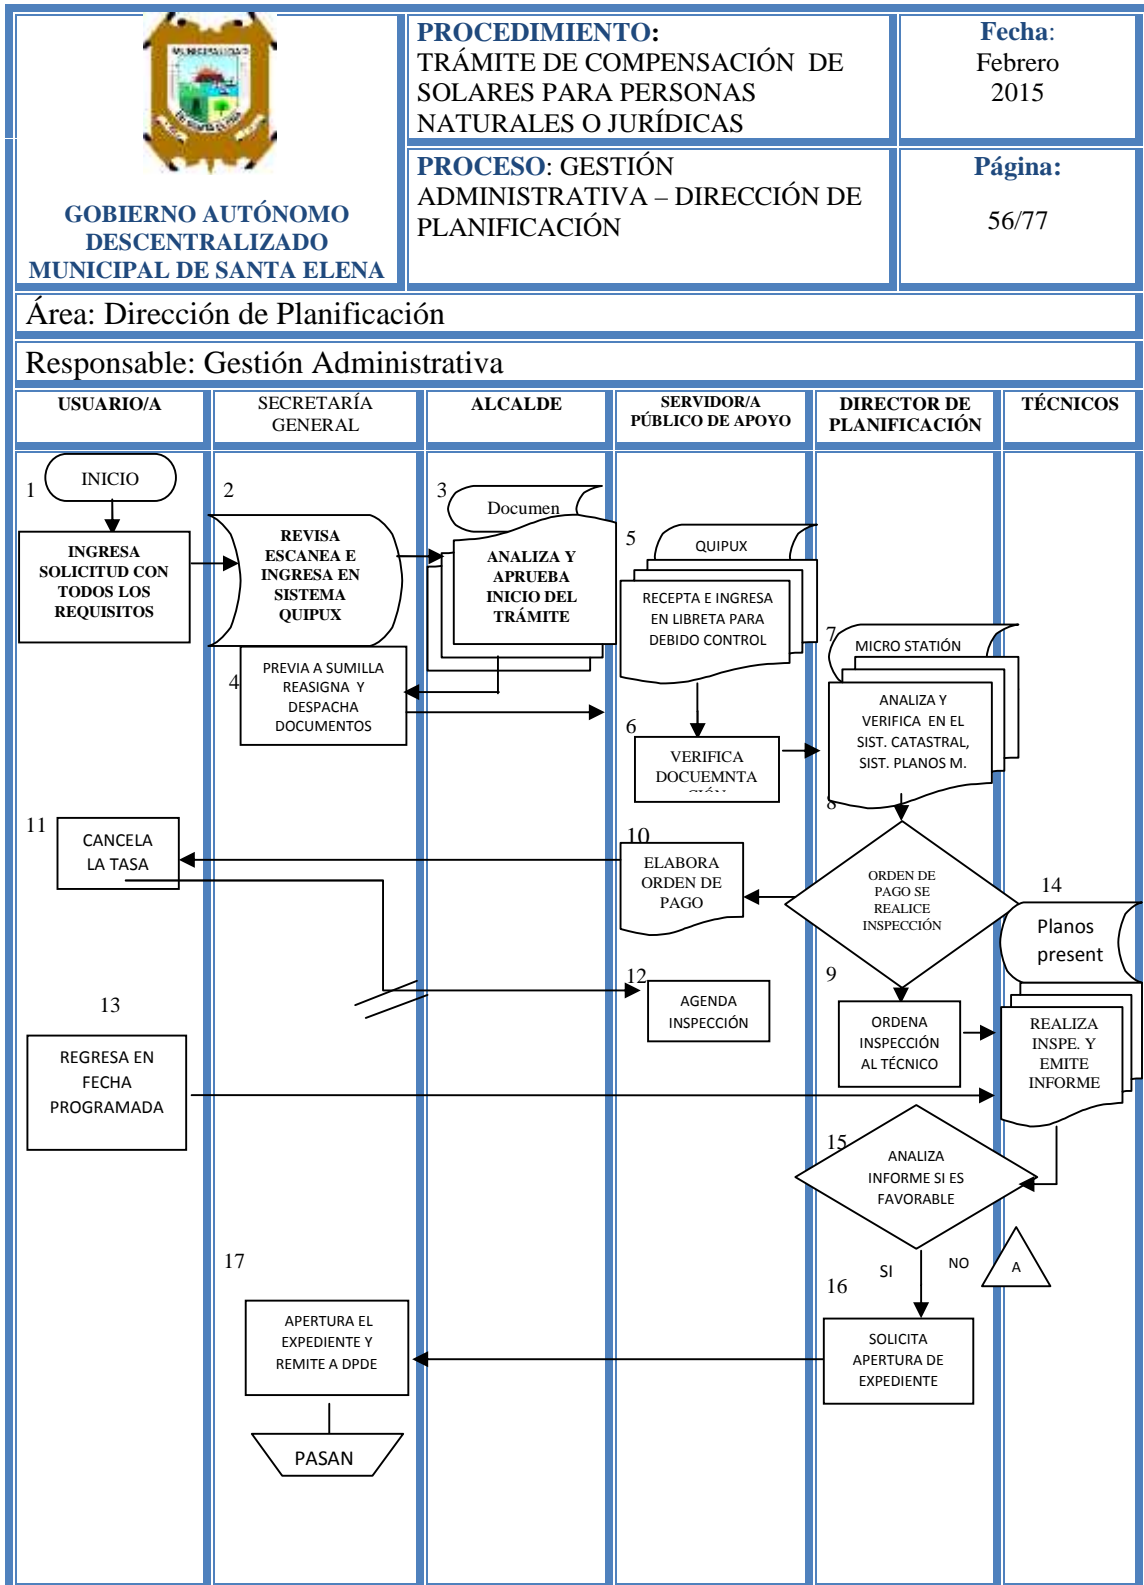 MUNICIPALIDAD
GOBIERNO AUTÓNOMO
DESCENTRALIZADO
MUNICIPAL DE SANTA ELENA
PROCEDIMIENTO:
TRÁMITE DE COMPENSACIÓN DE
SOLARES PARA PERSONAS
NATURALES O JURÍDICAS
Fecha:
Febrero
2015
PROCESO: GESTIÓN
ADMINISTRATIVA – DIRECCIÓN DE
PLANIFICACIÓN
Página:
56/77
Área: Dirección de Planificación
Responsable: Gestión Administrativa
USUARIO/A
SECRETARÍA
GENERAL
ALCALDE
SERVIDOR/A
PÚBLICO DE APOYO
DIRECTOR DE
PLANIFICACIÓN
TÉCNICOS
1
INICIO
INGRESA
SOLICITUD CON
TODOS LOS
REQUISITOS
2
REVISA
ESCANEA E
INGRESA EN
SISTEMA
QUIPUX
3
Documen
ANALIZA Y
APRUEBA
INICIO DEL
TRÁMITE
4
PREVIA A SUMILLA
REASIGNA Y
DESPACHA
DOCUMENTOS
5
QUIPUX
RECEPTA E INGRESA
EN LIBRETA PARA
DEBIDO CONTROL
6
VERIFICA
DOCUEMNTA
CIÓN
7
MICRO STATIÓN
ANALIZA Y
VERIFICA EN EL
SIST. CATASTRAL,
SIST. PLANOS M.
8
ORDEN DE
PAGO SE
REALICE
INSPECCIÓN
9
ORDENA
INSPECCIÓN
AL TÉCNICO
10
ELABORA
ORDEN DE
PAGO
11
CANCELA
LA TASA
12
AGENDA
INSPECCIÓN
13
REGRESA EN
FECHA
PROGRAMADA
14
Planos
present
REALIZA
INSPE. Y
EMITE
INFORME
15
ANALIZA
INFORME SI ES
FAVORABLE
SI
NO
A
16
SOLICITA
APERTURA DE
EXPEDIENTE
17
APERTURA EL
EXPEDIENTE Y
REMITE A DPDE
PASAN